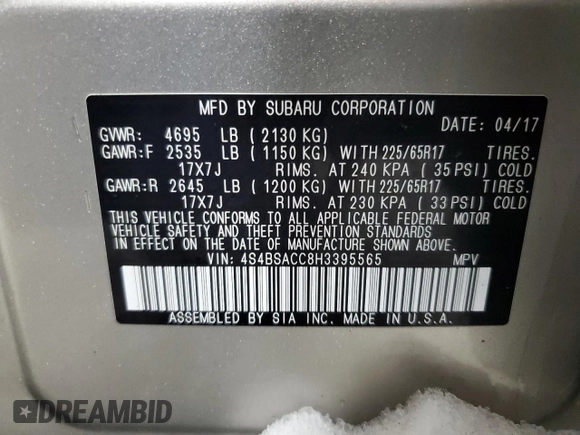 MFD BY SUBARU CORPORATION
DATE: 04/17
GVWR: 4695 LB ( 2130 KG)
GAWR:F 2535 LB ( 1150 KG) WITH 225/65R17 TIRES.
17X7J RIMS. AT 240 KPA ( 35 PSI) COLD
GAWR:R 2645 LB ( 1200 KG) WITH 225/65R17 TIRES.
17X7J RIMS. AT 230 KPA ( 33 PSI) COLD
THIS VEHICLE CONFORMS TO ALL APPLICABLE FEDERAL MOTOR
VEHICLE SAFETY AND THEFT PREVENTION STANDARDS
IN EFFECT ON THE DATE OF MANUFACTURE SHOWN ABOVE.
VIN: 4S4BSACC8H3395565 MPV
ASSEMBLED BY SIA INC. MADE IN U.S.A.
DREAMBID